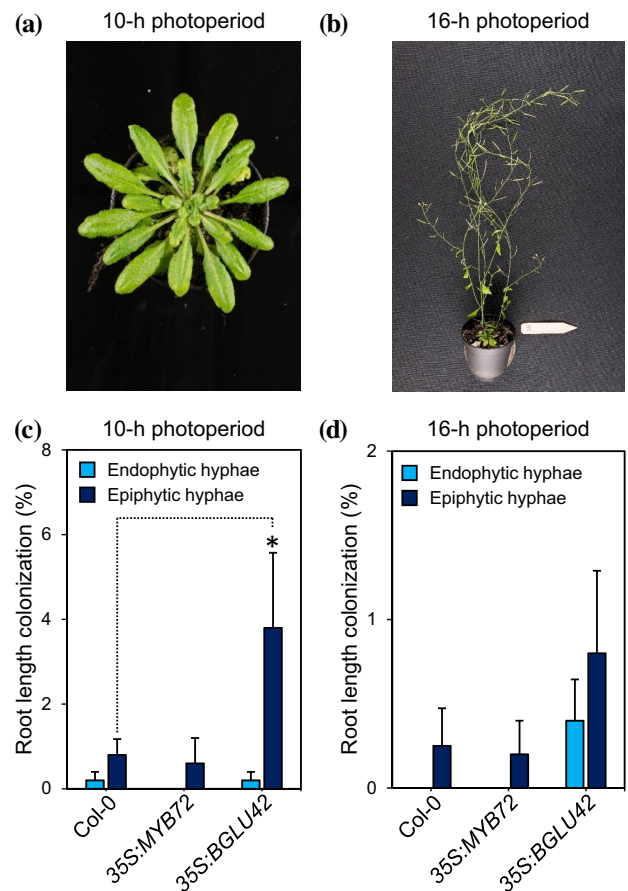 (a) 10-h photoperiod
(b) 16-h photoperiod
(c) 10-h photoperiod
8
6
4
2
0
Root length colonization (%)
Endophytic hyphae
Epiphytic hyphae
*
Col-0
35S:MYB72
35S:BGLU42
(d) 16-h photoperiod
2
1
0
Root length colonization (%)
Endophytic hyphae
Epiphytic hyphae
Col-0
35S:MYB72
35S:BGLU42